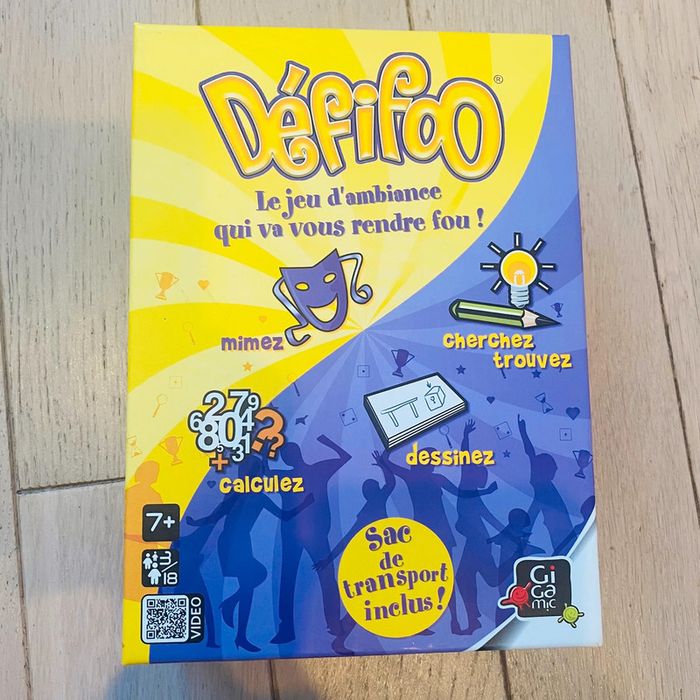 Défifoo®
Le jeu d'ambiance
qui va vous rendre fou !
mimez
cherchez
trouvez
calculez
dessinez
7+
3/18
VIDEO
Sac
de
transport
inclus !
Gi
ga
mic